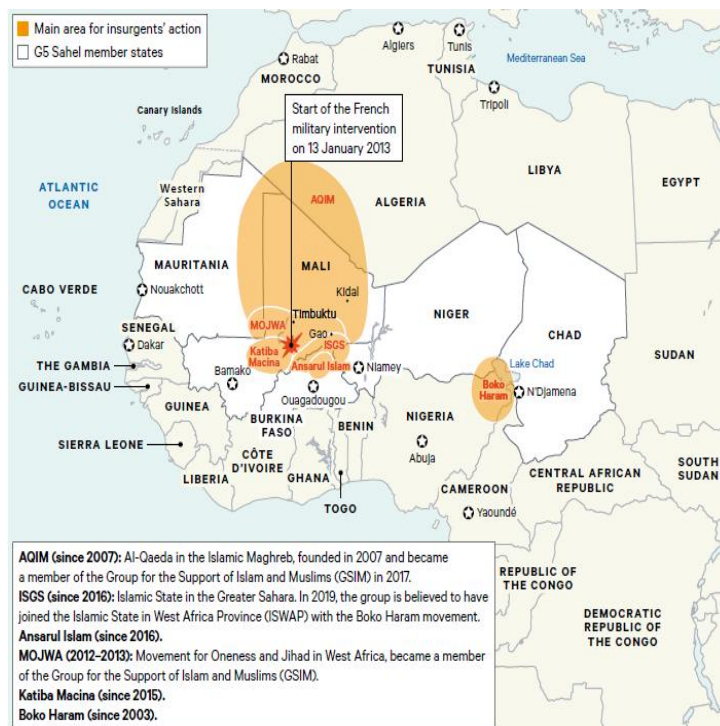 Main area for insurgents' action
G5 Sahel member states
Algiers
Tunis
Rabat
MOROCCO
TUNISIA
Mediterranean Sea
Tripoli
Canary Islands
Start of the French
military intervention
on 13 January 2013
ATLANTIC
OCEAN
Western
Sahara
AQIM
ALGERIA
LIBYA
EGYPT
MAURITANIA
MALI
CABO VERDE
Nouakchott
Kidal
NIGER
CHAD
Timbuktu
MOJWA
Gao
ISGS
SENEGAL
Dakar
Katiba
Macina
Ansarul Islam
Niamey
Lake Chad
SUDAN
THE GAMBIA
Bamako
Boko
Haram
N'Djamena
GUINEA-BISSAU
Ouagadougou
GUINEA
BURKINA
FASO
BENIN
NIGERIA
SIERRA LEONE
CÔTE
D'IVOIRE
Abuja
LIBERIA
GHANA
CENTRAL AFRICAN
REPUBLIC
SOUTH
SUDAN
TOGO
CAMEROON
Yaoundé
AQIM (since 2007): Al-Qaeda in the Islamic Maghreb, founded in 2007 and became
a member of the Group for the Support of Islam and Muslims (GSIM) in 2017.
ISGS (since 2016): Islamic State in the Greater Sahara. In 2019, the group is believed to have
joined the Islamic State in West Africa Province (ISWAP) with the Boko Haram movement.
Ansarul Islam (since 2016).
MOJWA (2012–2013): Movement for Oneness and Jihad in West Africa, became a member
of the Group for the Support of Islam and Muslims (GSIM).
Katiba Macina (since 2015).
Boko Haram (since 2003).
REPUBLIC OF
THE CONGO
DEMOCRATIC
REPUBLIC OF
THE CONGO